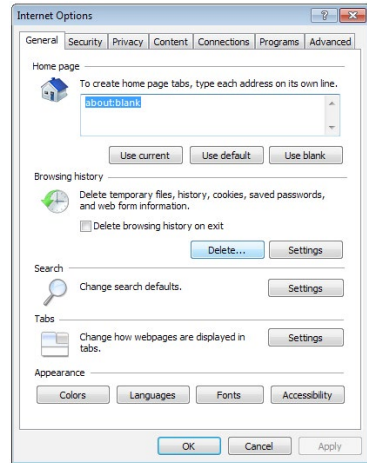 Internet Options
General Security Privacy Content Connections Programs Advanced
Home page
To create home page tabs, type each address on its own line.
about:blank
Use current Use default Use blank
Browsing history
Delete temporary files, history, cookies, saved passwords,
and web form information.
Delete browsing history on exit
Delete... Settings
Search
Change search defaults. Settings
Tabs
Change how webpages are displayed in Settings
tabs.
Appearance
Colors Languages Fonts Accessibility
OK Cancel Apply